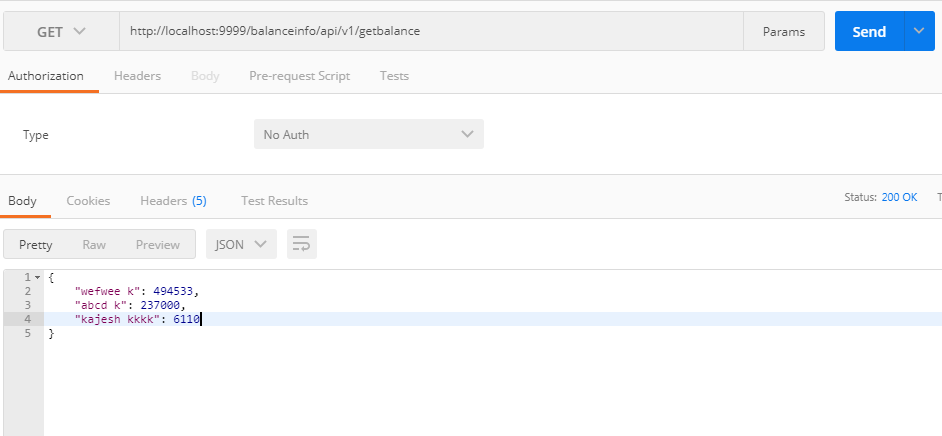 GET http://localhost:9999/balanceinfo/api/v1/getbalance Params Send
Authorization Headers Body Pre-request Script Tests
Type No Auth
Body Cookies Headers (5) Test Results Status: 200 OK T
Pretty Raw Preview JSON
1 {
2 "wefwee k": 494533,
3 "abcd k": 237000,
4 "kajesh kkkk": 6110
5 }